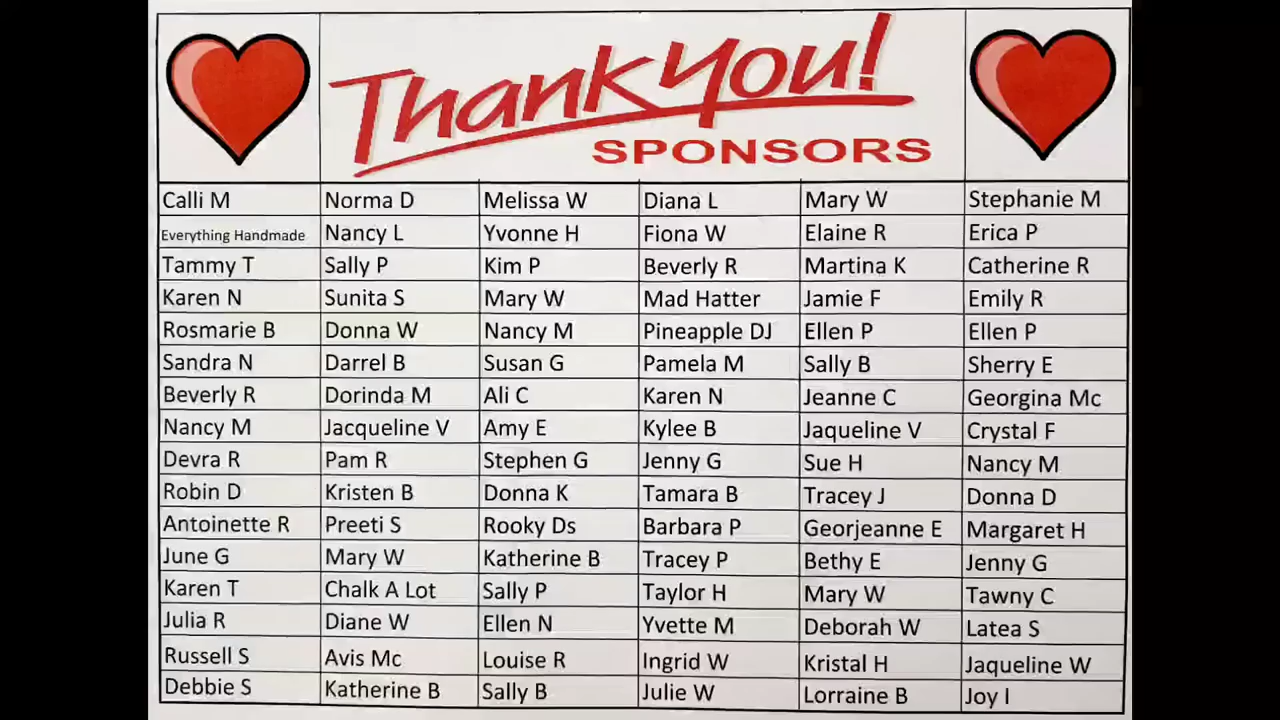 Thank You!
SPONSORS
Calli M Norma D Melissa W Diana L Mary W Stephanie M
Everything Handmade Nancy L Yvonne H Fiona W Elaine R Erica P
Tammy T Sally P Kim P Beverly R Martina K Catherine R
Karen N Sunita S Mary W Mad Hatter Jamie F Emily R
Rosmarie B Donna W Nancy M Pineapple DJ Ellen P Ellen P
Sandra N Darrel B Susan G Pamela M Sally B Sherry E
Beverly R Dorinda M Ali C Karen N Jeanne C Georgina Mc
Nancy M Jacqueline V Amy E Kylee B Jaqueline V Crystal F
Devra R Pam R Stephen G Jenny G Sue H Nancy M
Robin D Kristen B Donna K Tamara B Tracey J Donna D
Antoinette R Preeti S Rooky Ds Barbara P Georjeanne E Margaret H
June G Mary W Katherine B Tracey P Bethy E Jenny G
Karen T Chalk A Lot Sally P Taylor H Mary W Tawny C
Julia R Diane W Ellen N Yvette M Deborah W Latea S
Russell S Avis Mc Louise R Ingrid W Kristal H Jaqueline W
Debbie S Katherine B Sally B Julie W Lorraine B Joy I